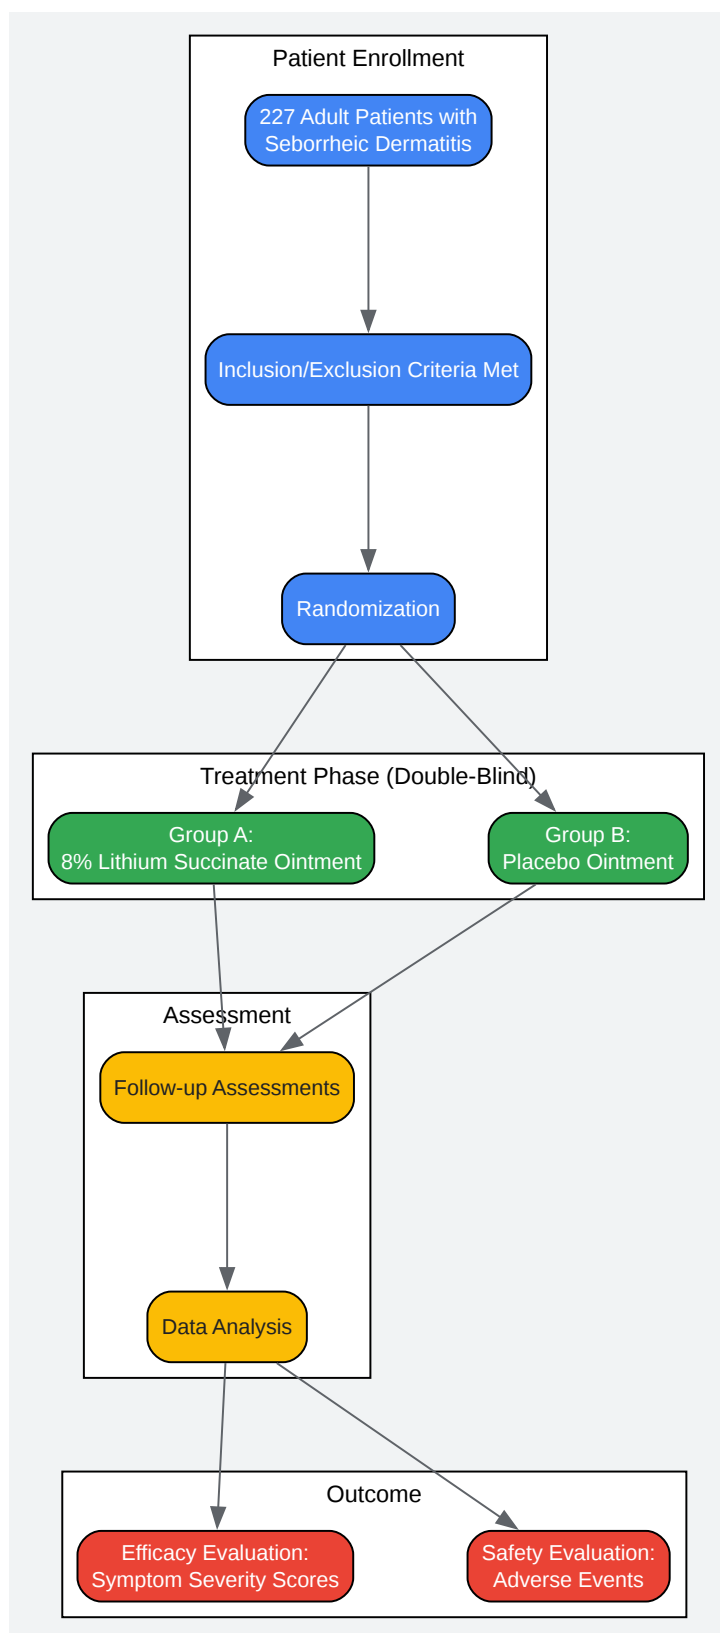 Patient Enrollment
227 Adult Patients with
Seborrheic Dermatitis
Inclusion/Exclusion Criteria Met
Randomization
Treatment Phase (Double-Blind)
Group A:
8% Lithium Succinate Ointment
Group B:
Placebo Ointment
Assessment
Follow-up Assessments
Data Analysis
Outcome
Efficacy Evaluation:
Symptom Severity Scores
Safety Evaluation:
Adverse Events